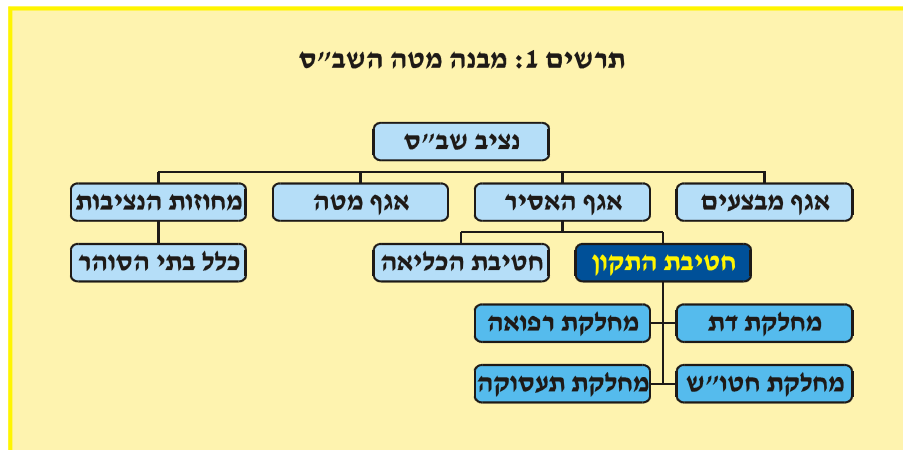 תרשים 1: מבנה מטה השב"ס
נציב שב"ס
אגף מבצעים
אגף האסיר
אגף מטה
מחוזות הנציבות
חטיבת התקון
חטיבת הכליאה
כלל בתי הסוהר
מחלקת דת
מחלקת רפואה
מחלקת חטו"ש
מחלקת תעסוקה